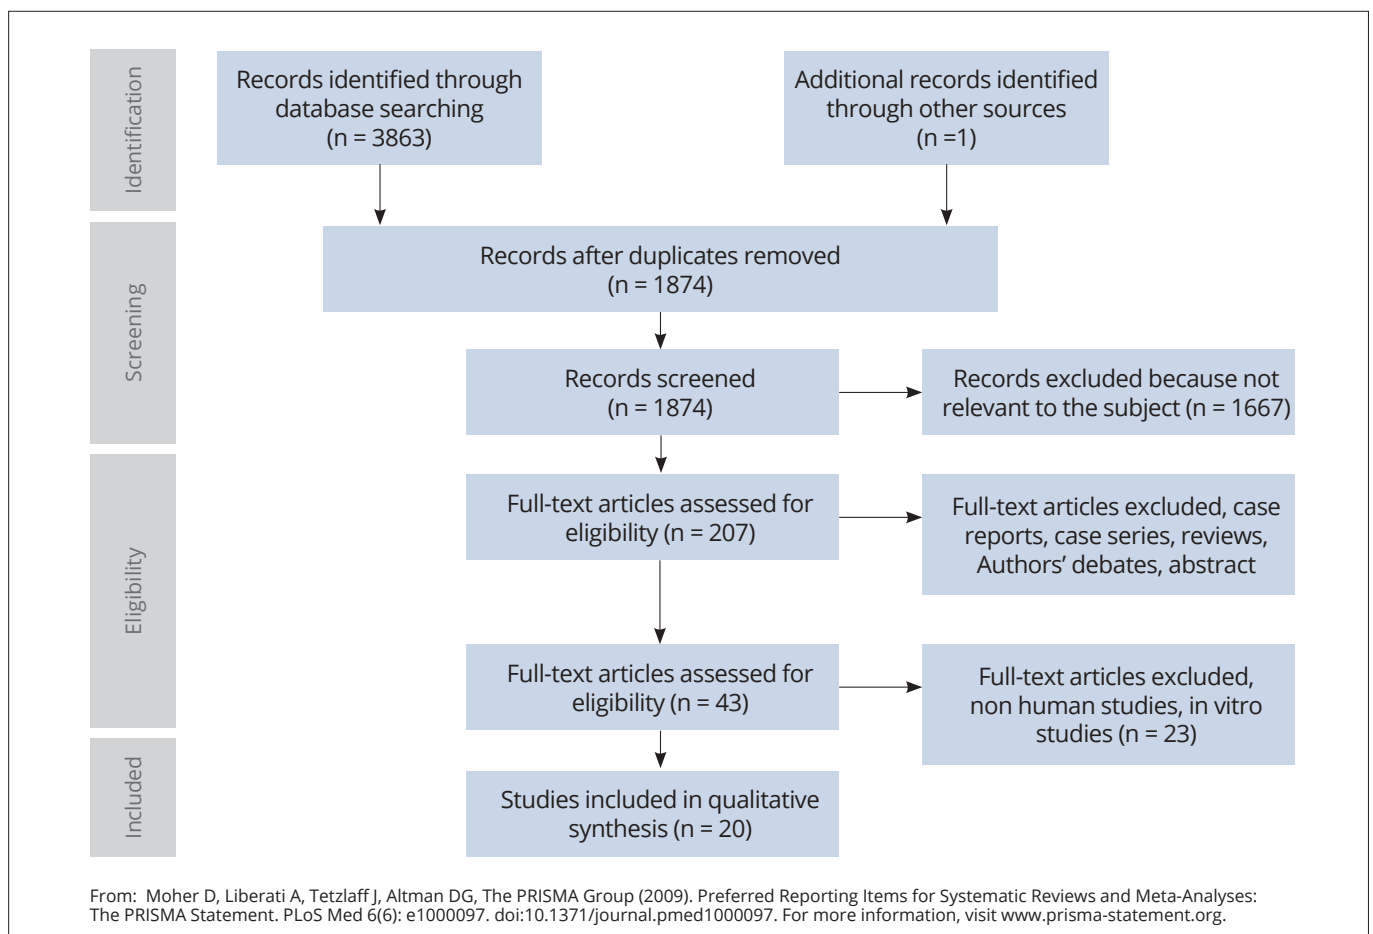 Identification
Records identified through
database searching
(n = 3863)
Additional records identified
through other sources
(n =1)
Screening
Records after duplicates removed
(n = 1874)
Records screened
(n = 1874)
Records excluded because not
relevant to the subject (n = 1667)
Eligibility
Full-text articles assessed for
eligibility (n = 207)
Full-text articles excluded, case
reports, case series, reviews,
Authors’ debates, abstract
Full-text articles assessed for
eligibility (n = 43)
Full-text articles excluded,
non human studies, in vitro
studies (n = 23)
Included
Studies included in qualitative
synthesis (n = 20)
From: Moher D, Liberati A, Tetzlaff J, Altman DG, The PRISMA Group (2009). Preferred Reporting Items for Systematic Reviews and Meta-Analyses:
The PRISMA Statement. PLoS Med 6(6): e1000097. doi:10.1371/journal.pmed1000097. For more information, visit www.prisma-statement.org.